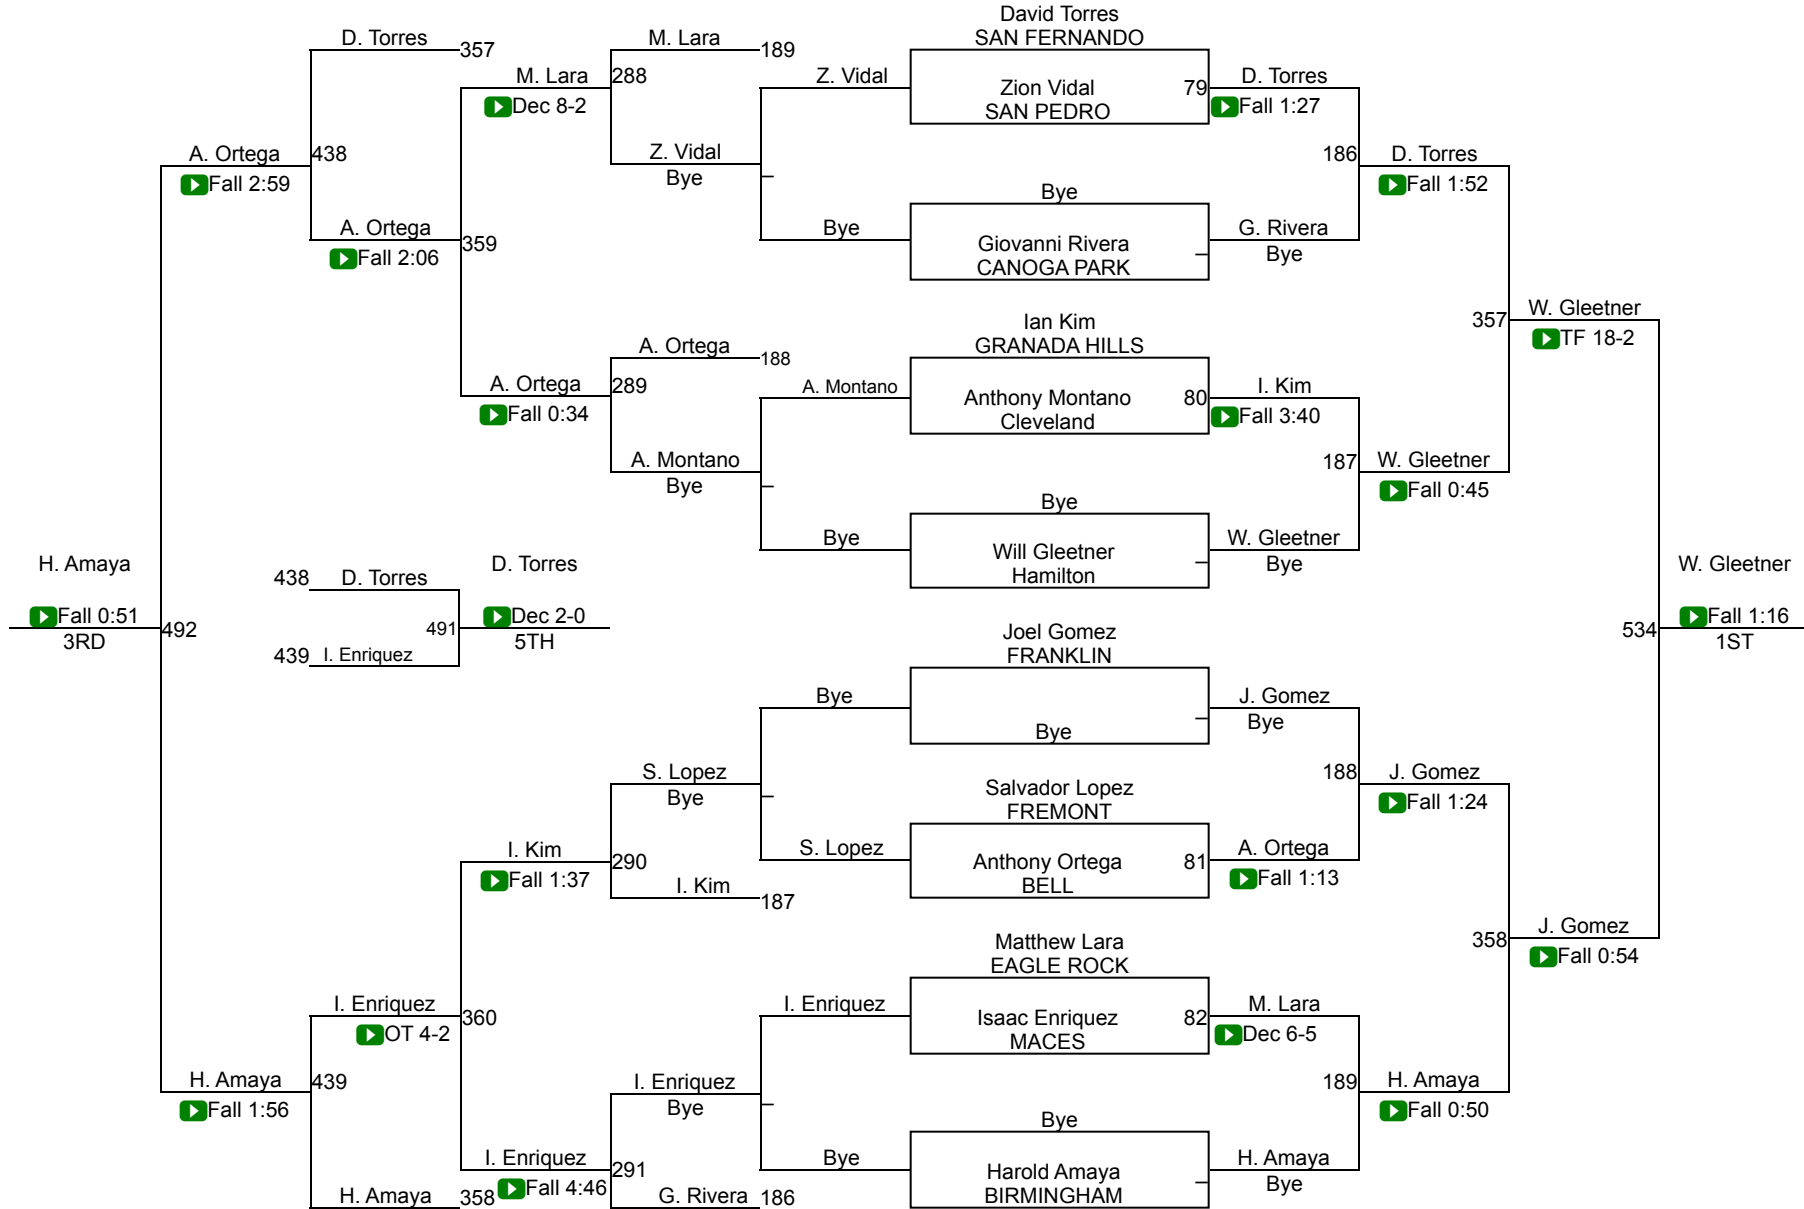 David Torres
SAN FERNANDO
D. Torres
357
M. Lara
189
M. Lara
288
Dec 8-2
Z. Vidal
Zion Vidal
SAN PEDRO
79
D. Torres
Fall 1:27
A. Ortega
438
Fall 2:59
Z. Vidal
Bye
186
D. Torres
Fall 1:52
Bye
A. Ortega
359
Fall 2:06
Bye
Giovanni Rivera
CANOGA PARK
G. Rivera
Bye
Ian Kim
GRANADA HILLS
357
W. Gleetner
TF 18-2
A. Ortega
188
A. Ortega
289
Fall 0:34
A. Montano
Anthony Montano
Cleveland
80
I. Kim
Fall 3:40
A. Montano
Bye
187
W. Gleetner
Fall 0:45
Bye
Bye
Will Gleetner
Hamilton
W. Gleetner
Bye
H. Amaya
Fall 0:51
3RD
492
438
D. Torres
439
I. Enriquez
491
D. Torres
Dec 2-0
5TH
534
W. Gleetner
Fall 1:16
1ST
Joel Gomez
FRANKLIN
Bye
Bye
J. Gomez
Bye
S. Lopez
Bye
188
J. Gomez
Fall 1:24
Salvador Lopez
FREMONT
I. Kim
290
Fall 1:37
S. Lopez
Anthony Ortega
BELL
81
A. Ortega
Fall 1:13
I. Kim
187
Matthew Lara
EAGLE ROCK
358
J. Gomez
Fall 0:54
I. Enriquez
360
OT 4-2
I. Enriquez
Isaac Enriquez
MACES
82
M. Lara
Dec 6-5
H. Amaya
439
Fall 1:56
I. Enriquez
Bye
189
H. Amaya
Fall 0:50
Bye
I. Enriquez
291
Fall 4:46
Bye
Harold Amaya
BIRMINGHAM
H. Amaya
Bye
H. Amaya
358
G. Rivera
186